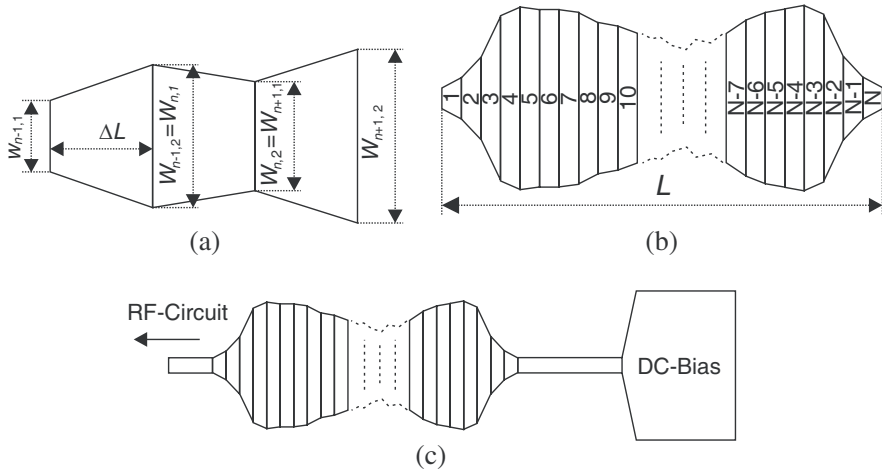 W_{n-1,1}
ΔL
W_{n-1,2}=W_{n,1}
W_{n,2}=W_{n+1,1}
W_{n+1, 2}
(a)
1 2 3 4 5 6 7 8 9 10 N-7 N-6 N-5 N-4 N-3 N-2 N-1 N
L
(b)
RF-Circuit
DC-Bias
(c)